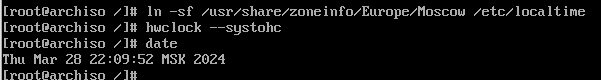 [root@archiso /]# ln -sf /usr/share/zoneinfo/Europe/Moscow /etc/localtime
[root@archiso /]# hwclock --systohc
[root@archiso /]# date
Thu Mar 28 22:09:52 MSK 2024
[root@archiso /]#